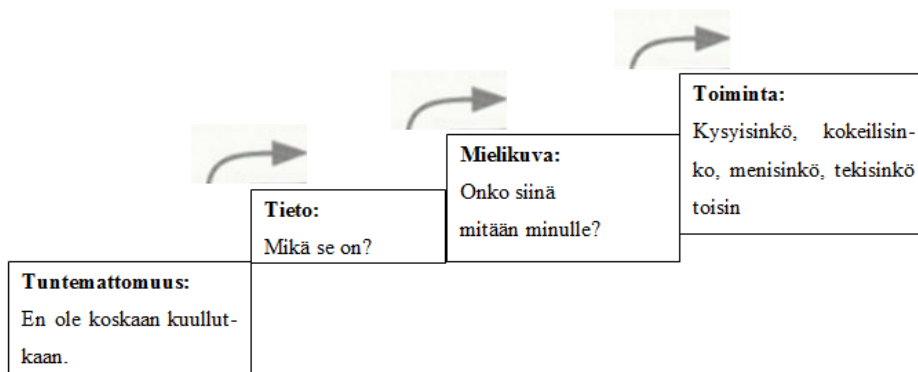 Tuntemattomuus:
En ole koskaan kuullut-
kaan.
Tieto:
Mikä se on?
Mielikuva:
Onko siinä
mitään minulle?
Toiminta:
Kysyisinkö, kokeilisin-
ko, menisinkö, tekisinkö
toisin